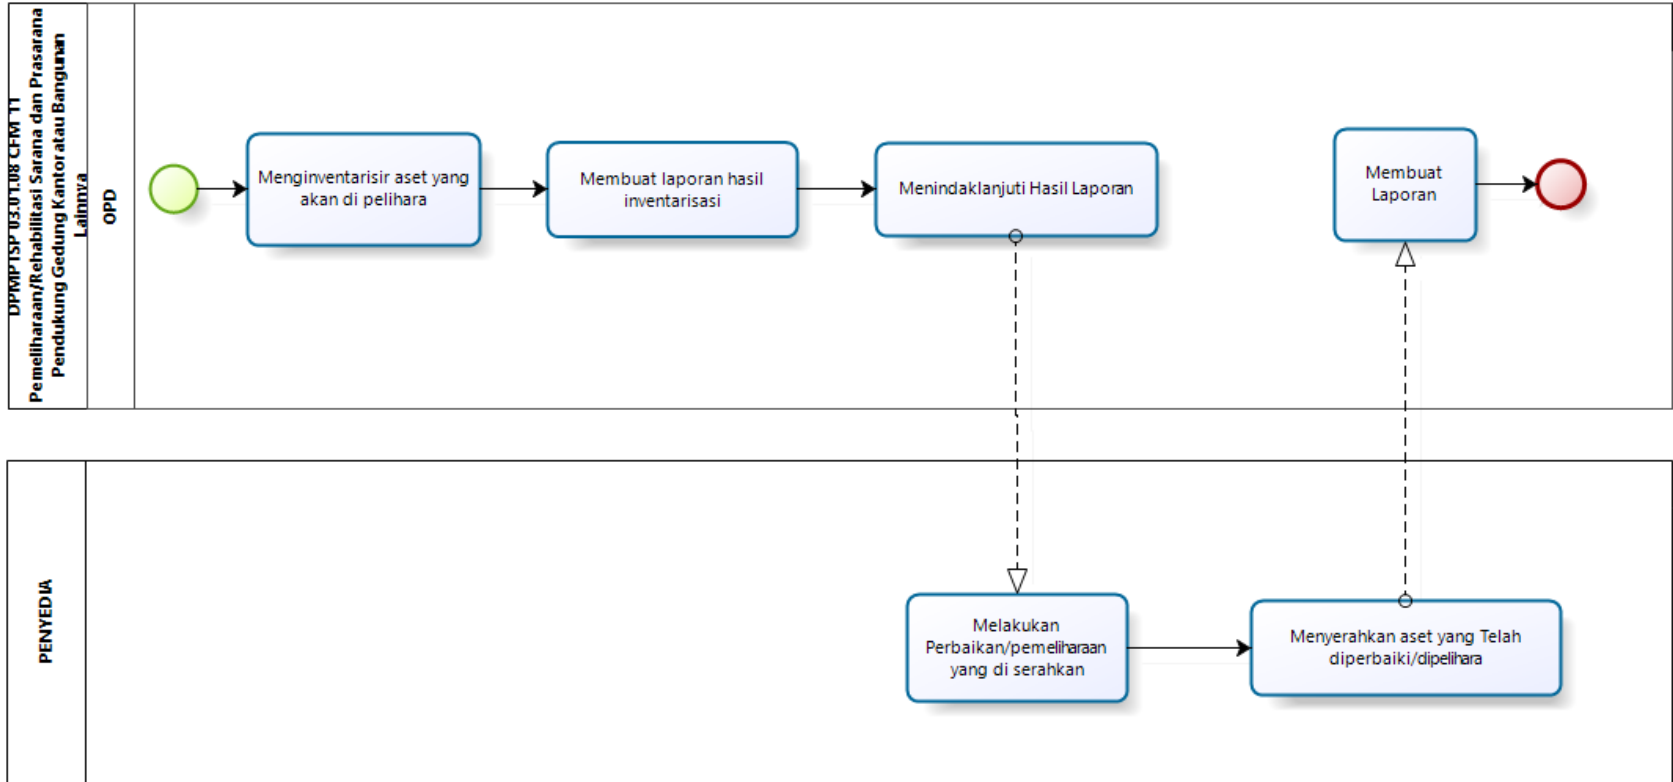 DPMPTSP 03.01.08 CFM 11
Pemeliharaan/Rehabilitasi Sarana dan Prasarana
Pendukung Gedung Kantor atau Bangunan
Lainnya
OPD
Menginventarisir aset yang
akan di pelihara
Membuat laporan hasil
inventarisasi
Menindaklanjuti Hasil Laporan
Membuat
Laporan
PENYEDIA
Melakukan
Perbaikan/pemeliharaan
yang di serahkan
Menyerahkan aset yang Telah
diperbaiki/dipelihara